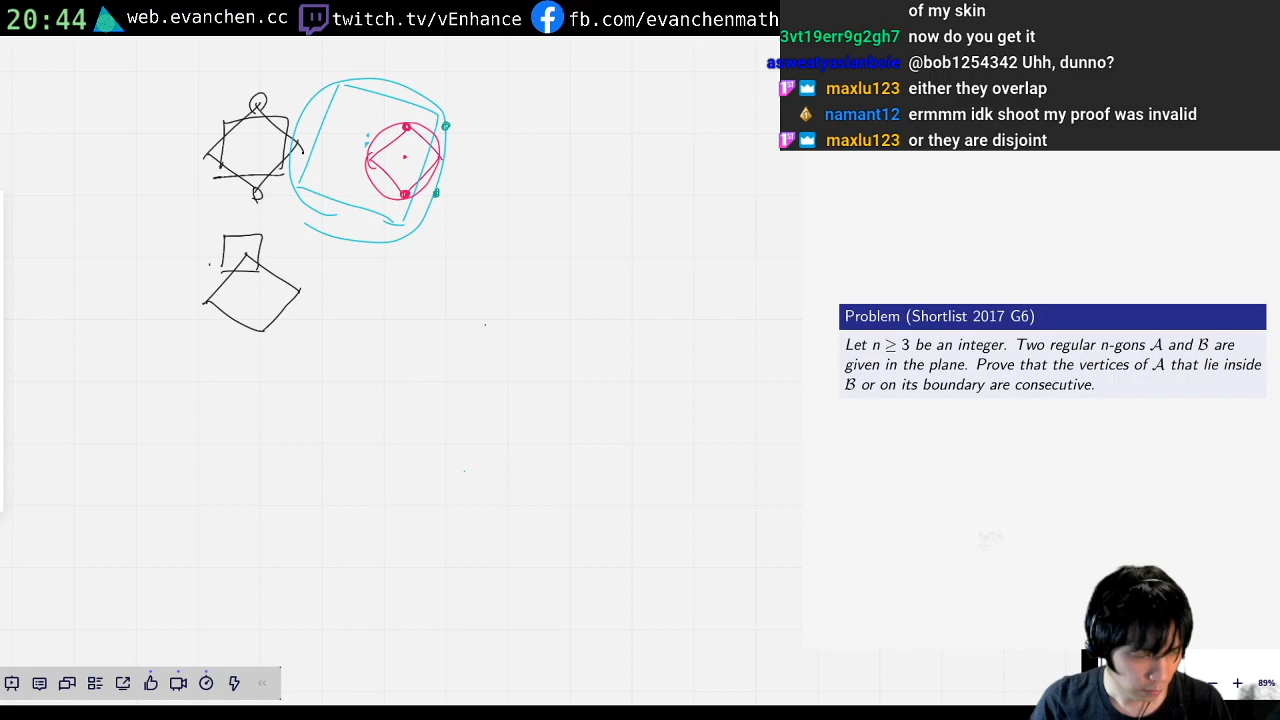 20:44 web.evanchen.cc twitch.tv/vEnhance fb.com/evanchenmath
of my skin
3vt19err9g2gh7 now do you get it
asweatyasianboie @bob1254342 Uhh, dunno?
maxlu123 either they overlap
namant12 ermmm idk shoot my proof was invalid
maxlu123 or they are disjoint
Problem (Shortlist 2017 G6)
Let n ≥ 3 be an integer. Two regular n-gons 𝒜 and ℬ are
given in the plane. Prove that the vertices of 𝒜 that lie inside
ℬ or on its boundary are consecutive.
89%